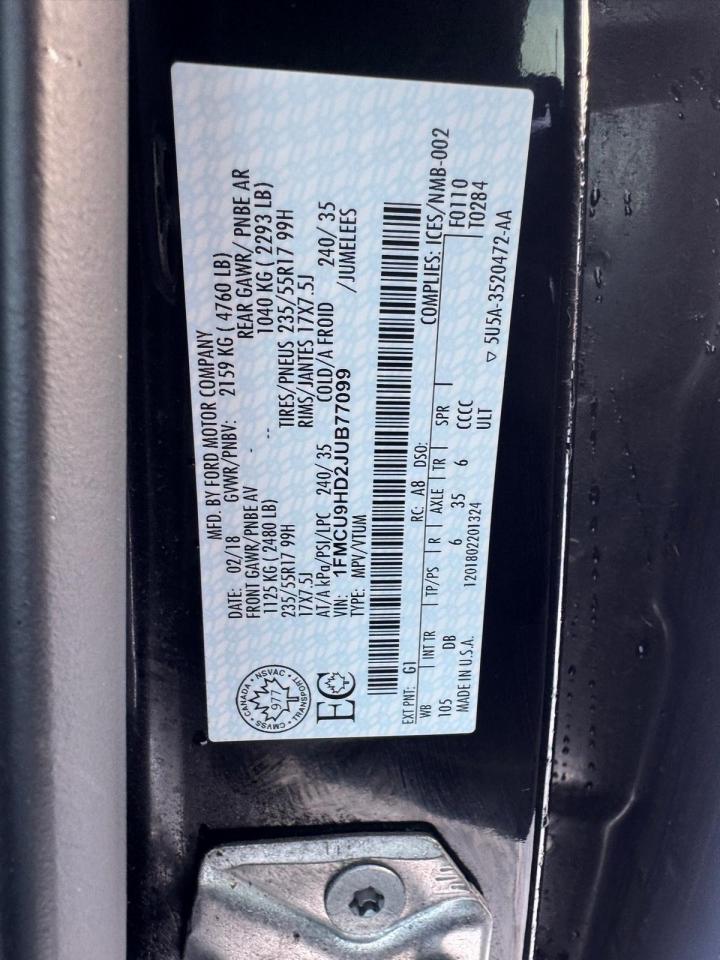 MFD. BY FORD MOTOR COMPANY
DATE: 02/18 GVWR/PNBV: 2159 KG ( 4760 LB)
FRONT GAWR/PNBE AV REAR GAWR/ PNBE AR
1125 KG (2480 LB) 1040 KG ( 2293 LB)
235/55R17 99H TIRES/PNEUS 235/55R17 99H
17X7.5J RIMS/JANTES 17X7.5J
AT/A kPa/PSI/LPC 240/ 35 COLD/A FROID 240/ 35
VIN: 1FMCU9HD2JUB77099 /JUMELEES
TYPE: MPV/VTUM
CANADA · NSVAC · TRANSPORT · CMVSS
977
EC
COMPLIES: ICES/NMB-002
EXT PNT: G1 RC: A8 DSO: F0110
WB INT TR TP/PS R AXLE TR SPR T0284
105 DB 6 35 6 CCCC
MADE IN U.S.A. 1201802201324 ULT
▽ 5U5A-3520472-AA